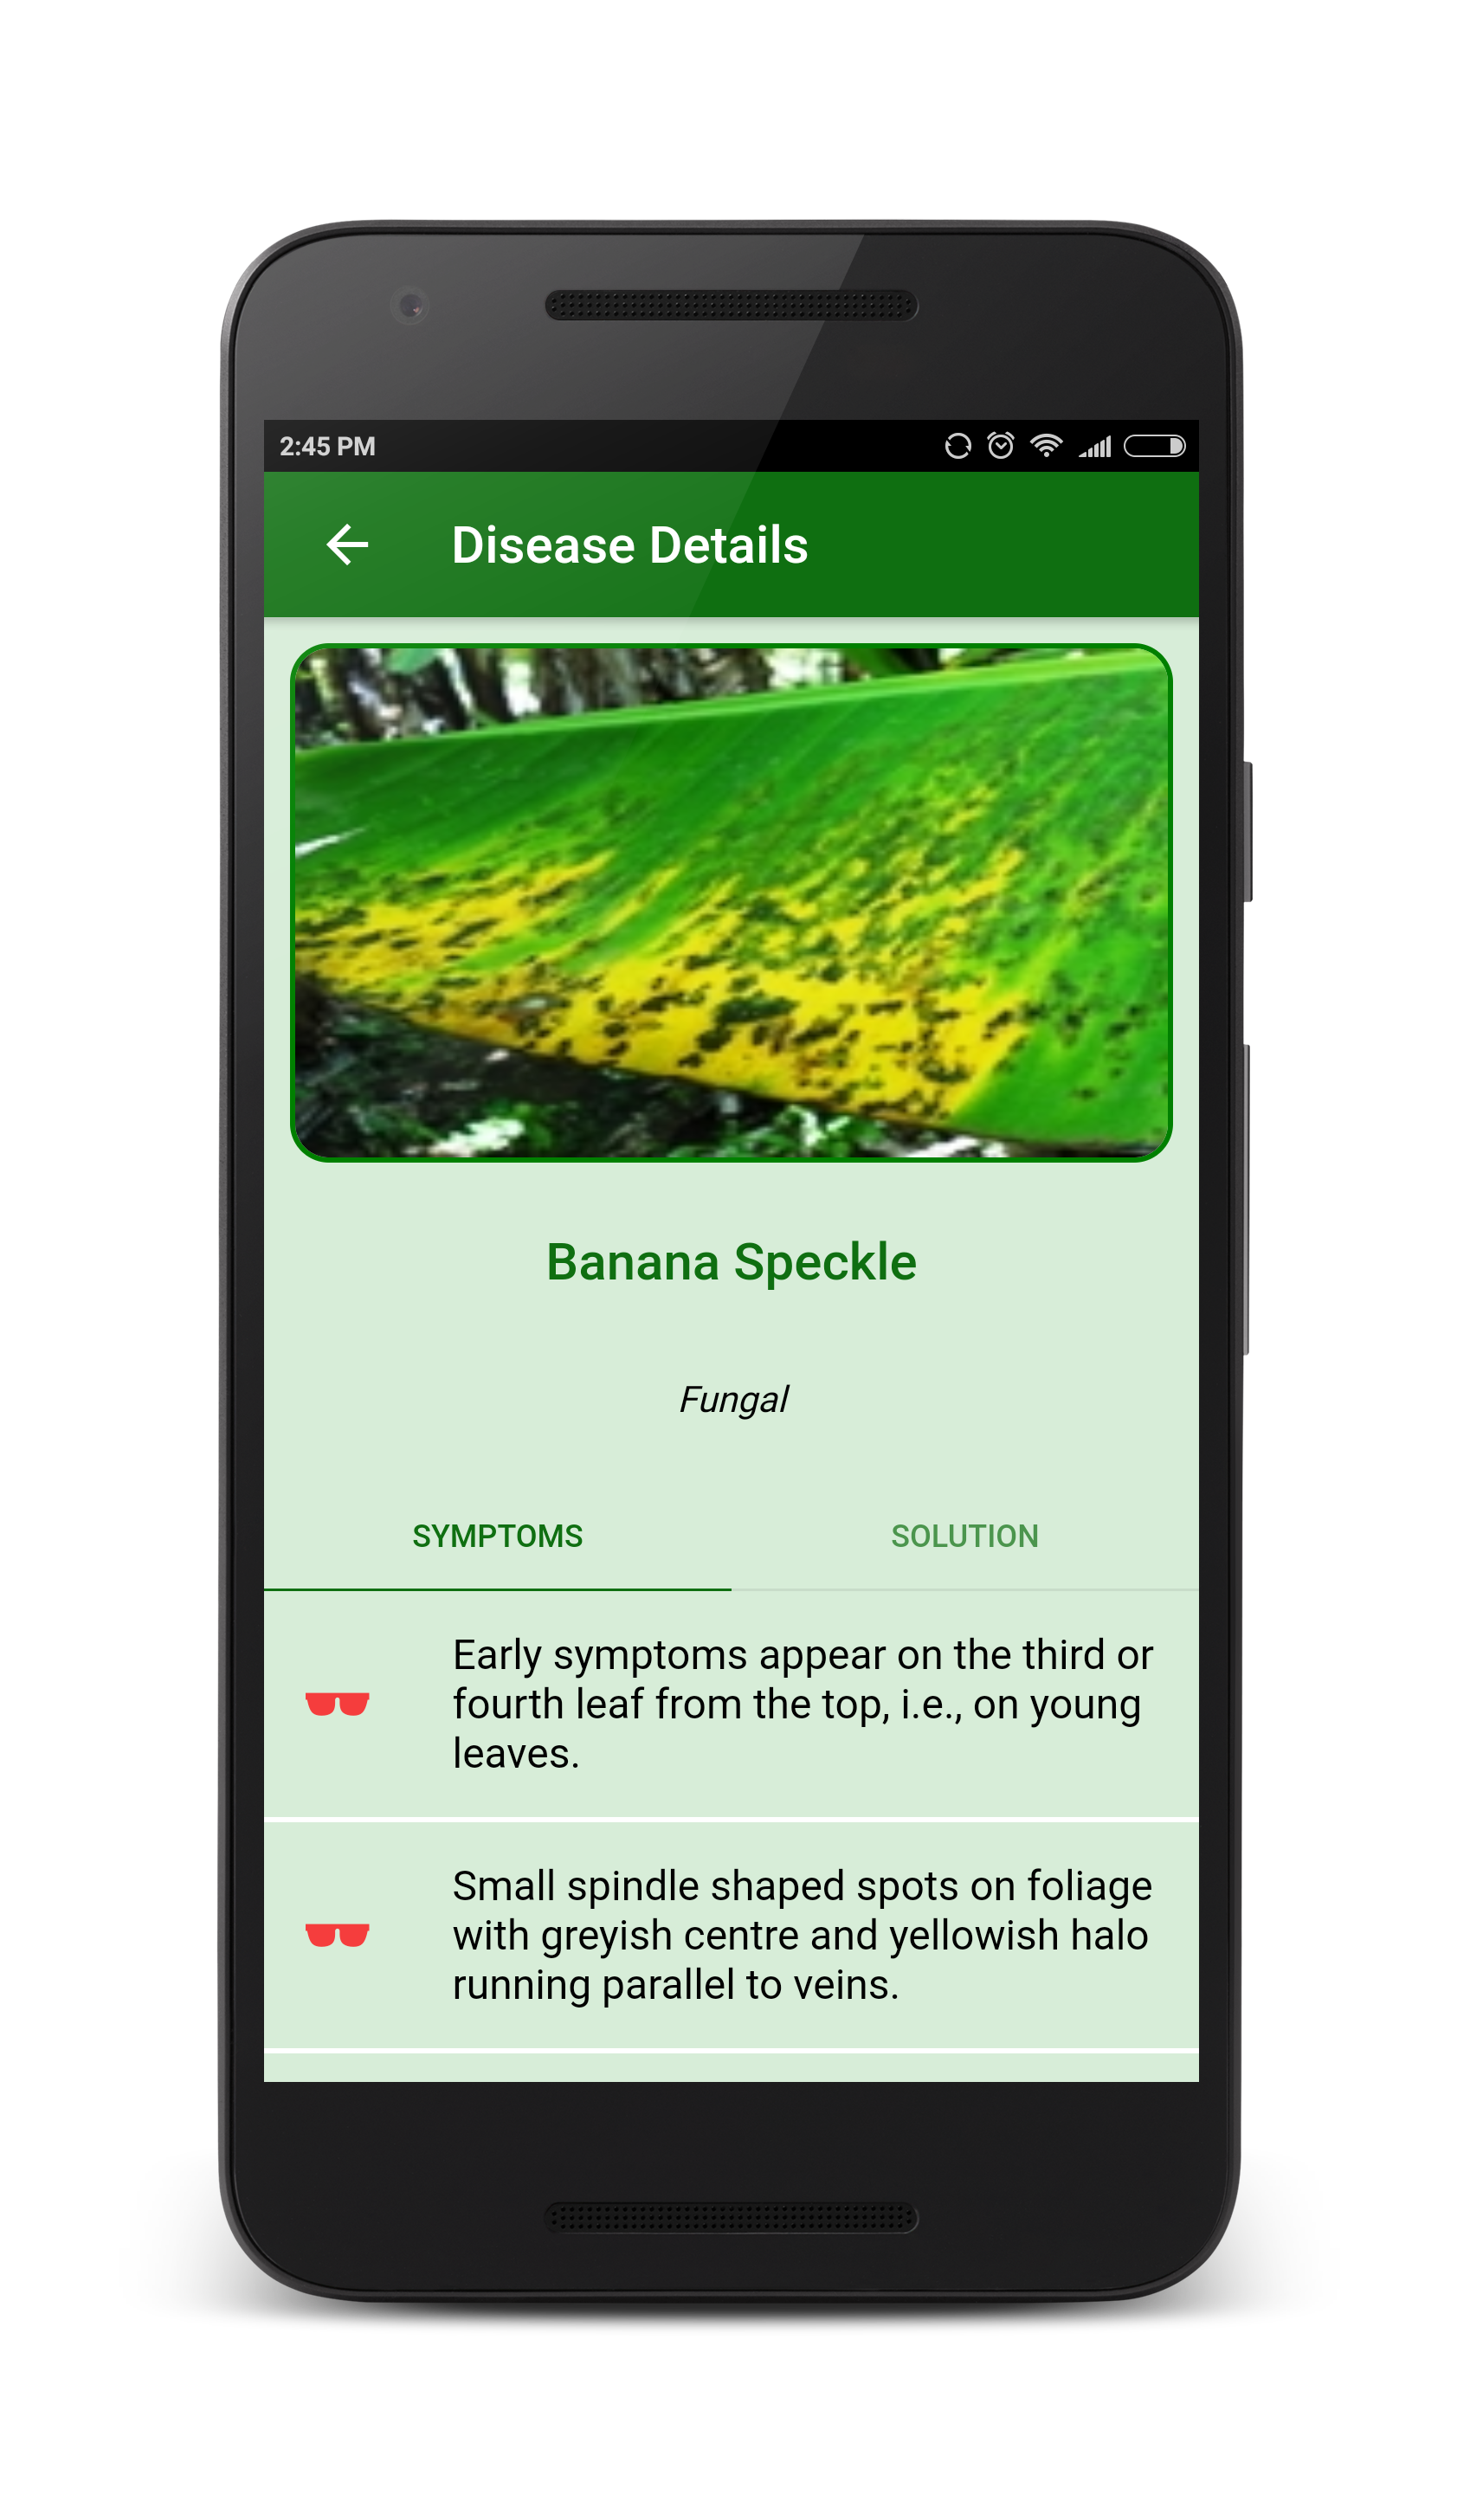 2:45 PM
Disease Details
Banana Speckle
Fungal
SYMPTOMS
SOLUTION
Early symptoms appear on the third or
fourth leaf from the top, i.e., on young
leaves.
Small spindle shaped spots on foliage
with greyish centre and yellowish halo
running parallel to veins.